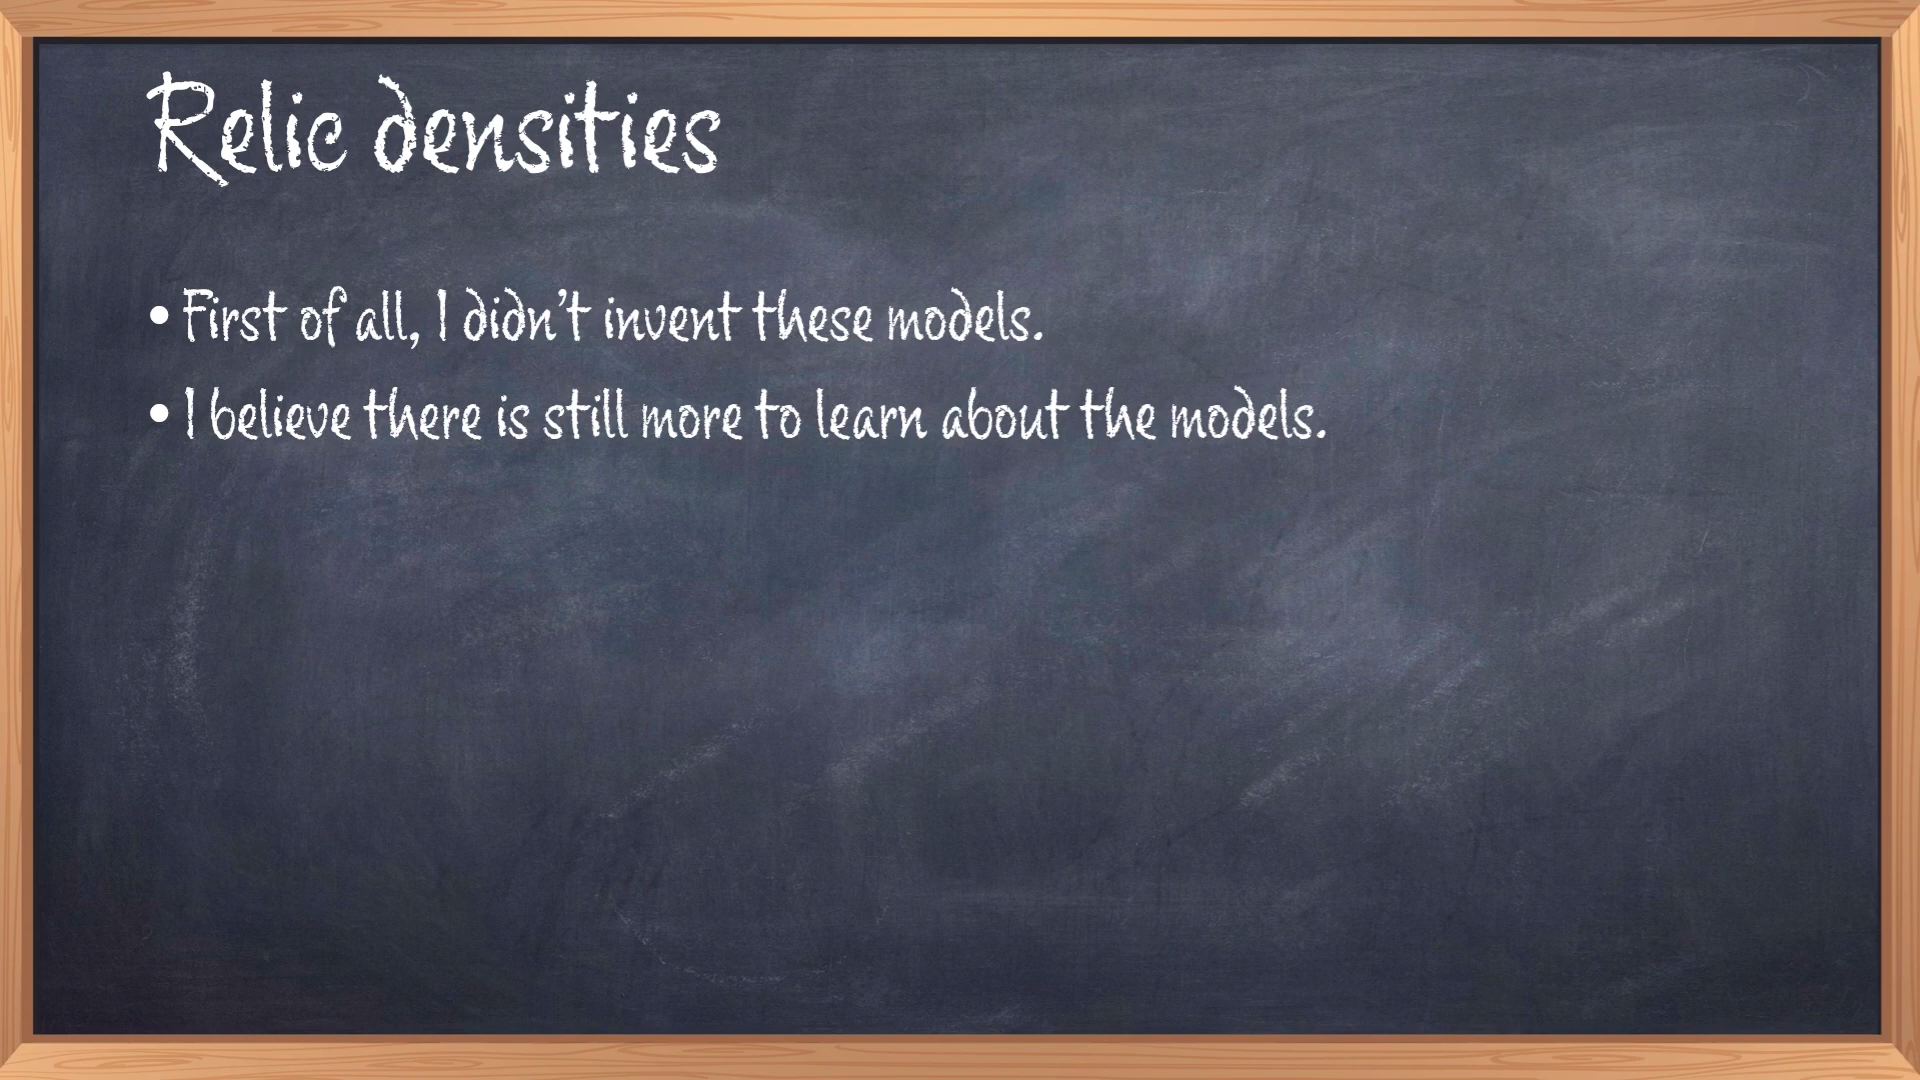 Relic densities
• First of all, I didn’t invent these models.
• I believe there is still more to learn about the models.